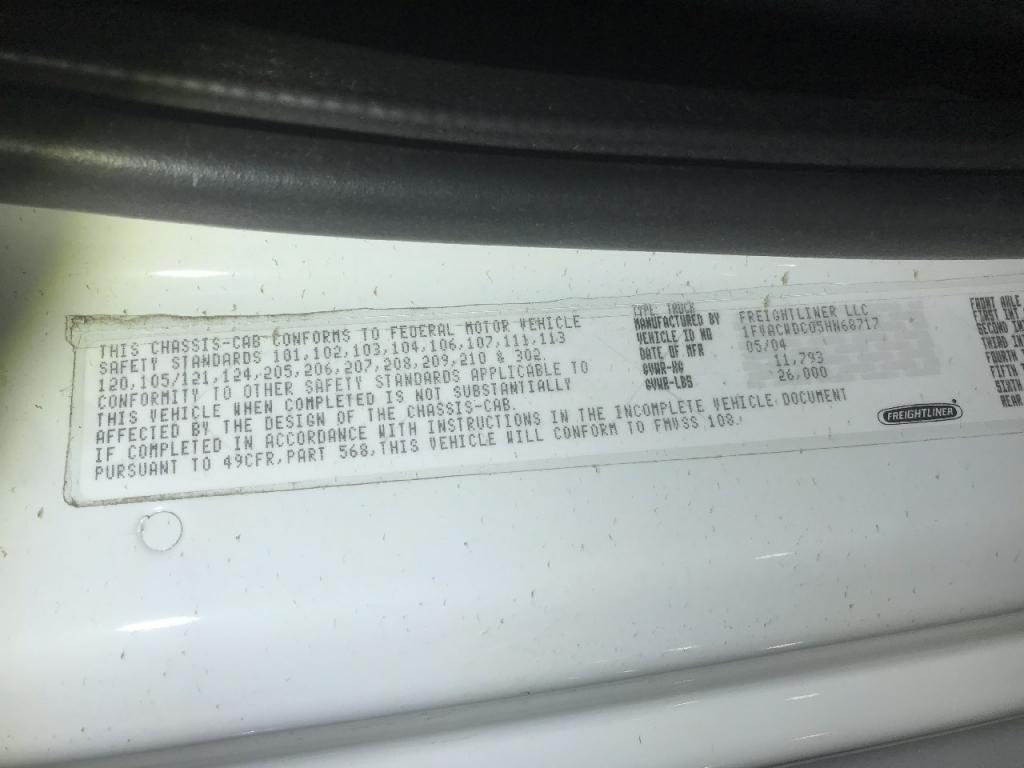 THIS CHASSIS-CAB CONFORMS TO FEDERAL MOTOR VEHICLE
SAFETY STANDARDS 101,102,103,104,106,107,111,113
120,105/121,124,205,206,207,208,209,210 & 302.
CONFORMITY TO OTHER SAFETY STANDARDS APPLICABLE TO
THIS VEHICLE WHEN COMPLETED IS NOT SUBSTANTIALLY
AFFECTED BY THE DESIGN OF THE CHASSIS-CAB.
IF COMPLETED IN ACCORDANCE WITH INSTRUCTIONS IN THE INCOMPLETE VEHICLE DOCUMENT
PURSUANT TO 49CFR,PART 568,THIS VEHICLE WILL CONFORM TO FMVSS 108.
TYPE TRUCK
MANUFACTURED BY FREIGHTLINER LLC
VEHICLE ID NO 1FVACWDC05HN68717
DATE OF MFR 05/04
GVWR-KG 11,793
GVWR-LBS 26,000
FREIGHTLINER
FRONT AXLE
FIRST INT
SECOND IN
THIRD INT
FOURTH
FIFTH
SIXTH
REAR